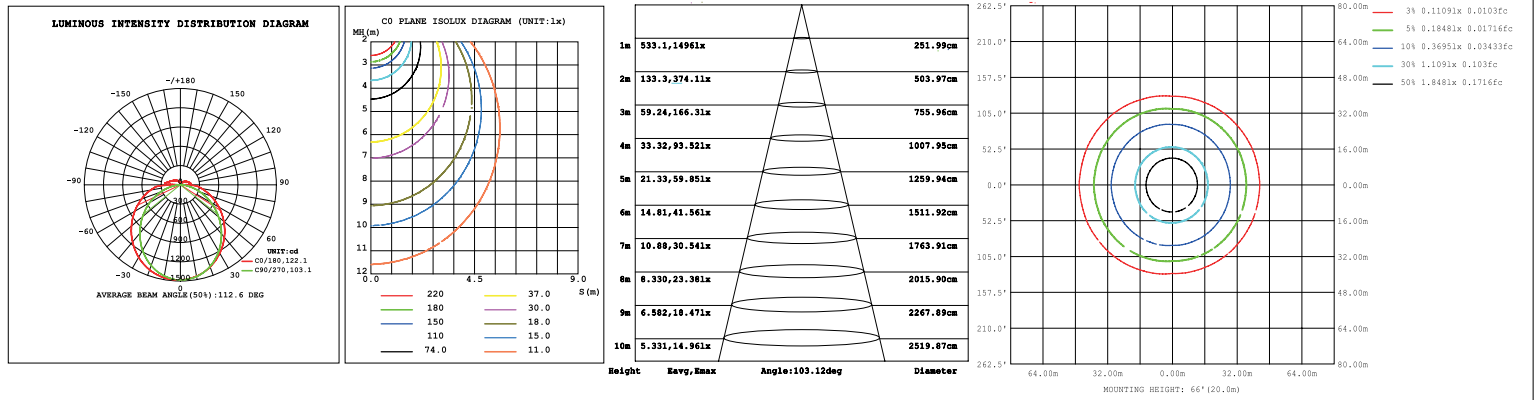 LUMINOUS INTENSITY DISTRIBUTION DIAGRAM
-/+180
-150
150
-120
120
-90
90
-60
60
-30
30
0
0
300
600
900
1200
1500
UNIT:cd
C0/180,122.1
C90/270,103.1
AVERAGE BEAM ANGLE(50%):112.6 DEG
C0 PLANE ISOLUX DIAGRAM (UNIT:lx)
MH(m)
2
3
4
5
6
7
8
9
10
11
12
0.0
4.5
9.0
S(m)
220
37.0
180
30.0
150
18.0
110
15.0
74.0
11.0
1m 533.1,1496lx 251.99cm
2m 133.3,374.1lx 503.97cm
3m 59.24,166.3lx 755.96cm
4m 33.32,93.52lx 1007.95cm
5m 21.33,59.85lx 1259.94cm
6m 14.81,41.56lx 1511.92cm
7m 10.88,30.54lx 1763.91cm
8m 8.330,23.38lx 2015.90cm
9m 6.582,18.47lx 2267.89cm
10m 5.331,14.96lx 2519.87cm
Height Eavg,Emax Angle:103.12deg Diameter
262.5' 80.00m
210.0' 64.00m
157.5' 48.00m
105.0' 32.00m
52.5' 16.00m
0.0' 0.00m
52.5' 16.00m
105.0' 32.00m
157.5' 48.00m
210.0' 64.00m
262.5' 80.00m
64.00m 32.00m 0.00m 32.00m 64.00m
MOUNTING HEIGHT: 66'(20.0m)
3% 0.1109lx 0.0103fc
5% 0.1848lx 0.01716fc
10% 0.3695lx 0.03433fc
30% 1.109lx 0.103fc
50% 1.848lx 0.1716fc